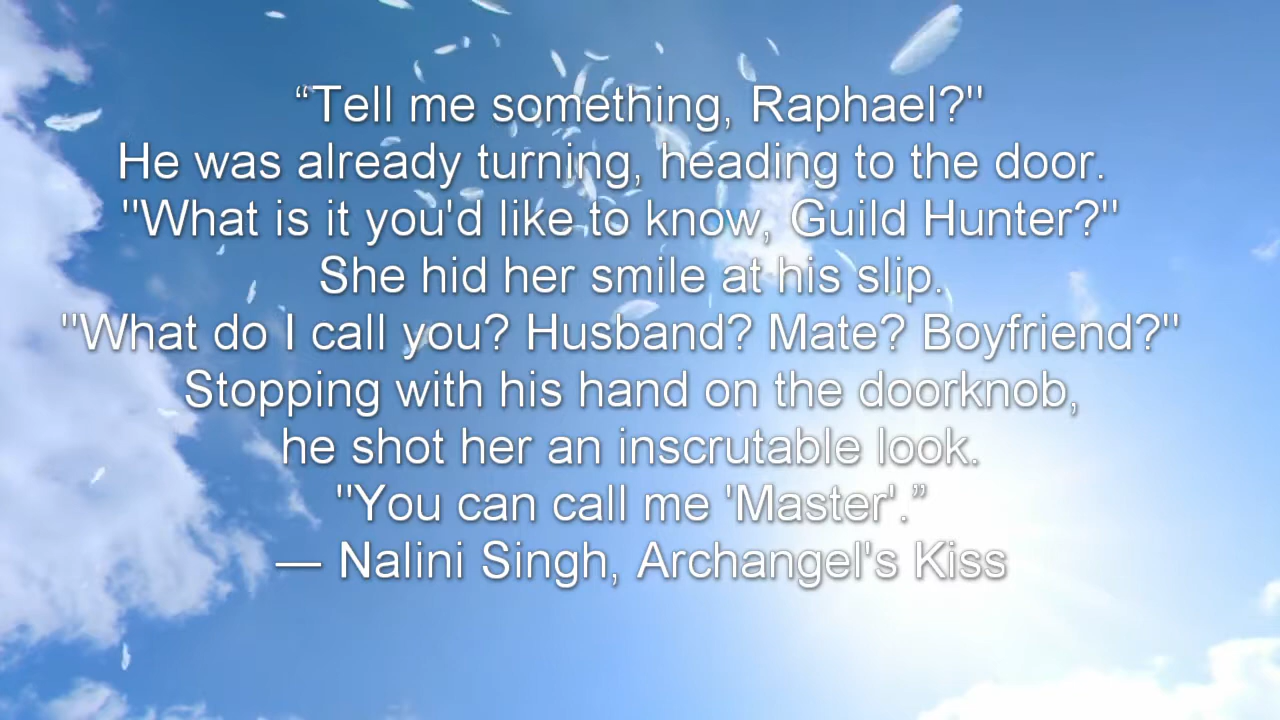 “Tell me something, Raphael?"
He was already turning, heading to the door.
"What is it you'd like to know, Guild Hunter?"
She hid her smile at his slip.
"What do I call you? Husband? Mate? Boyfriend?"
Stopping with his hand on the doorknob,
he shot her an inscrutable look.
"You can call me 'Master'.”
— Nalini Singh, Archangel's Kiss